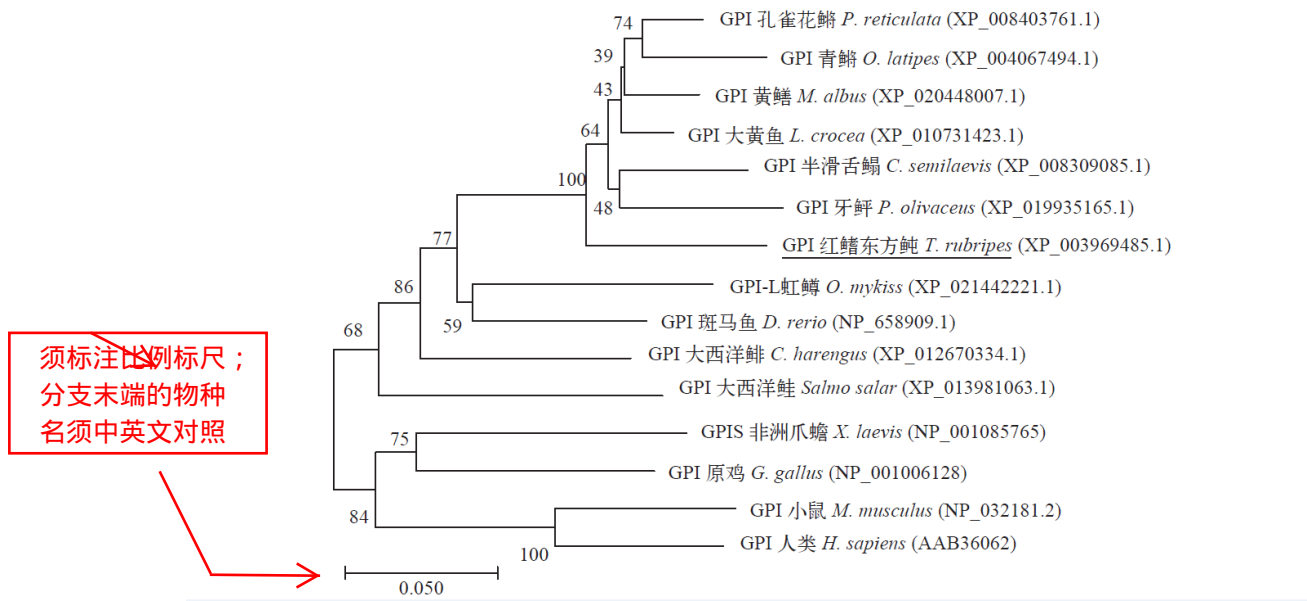 74
GPI 孔雀花鳉 P. reticulata (XP_008403761.1)
39
GPI 青鳉 O. latipes (XP_004067494.1)
43
GPI 黄鳝 M. albus (XP_020448007.1)
64
GPI 大黄鱼 L. crocea (XP_010731423.1)
100
GPI 半滑舌鳎 C. semilaevis (XP_008309085.1)
48
GPI 牙鲆 P. olivaceus (XP_019935165.1)
77
GPI 红鳍东方鲀 T. rubripes (XP_003969485.1)
86
GPI-L虹鳟 O. mykiss (XP_021442221.1)
59
GPI 斑马鱼 D. rerio (NP_658909.1)
68
GPI 大西洋鲱 C. harengus (XP_012670334.1)
GPI 大西洋鲑 Salmo salar (XP_013981063.1)
须标注比例标尺；
分支末端的物种
名须中英文对照
75
GPIS 非洲爪蟾 X. laevis (NP_001085765)
GPI 原鸡 G. gallus (NP_001006128)
84
GPI 小鼠 M. musculus (NP_032181.2)
100
GPI 人类 H. sapiens (AAB36062)
0.050